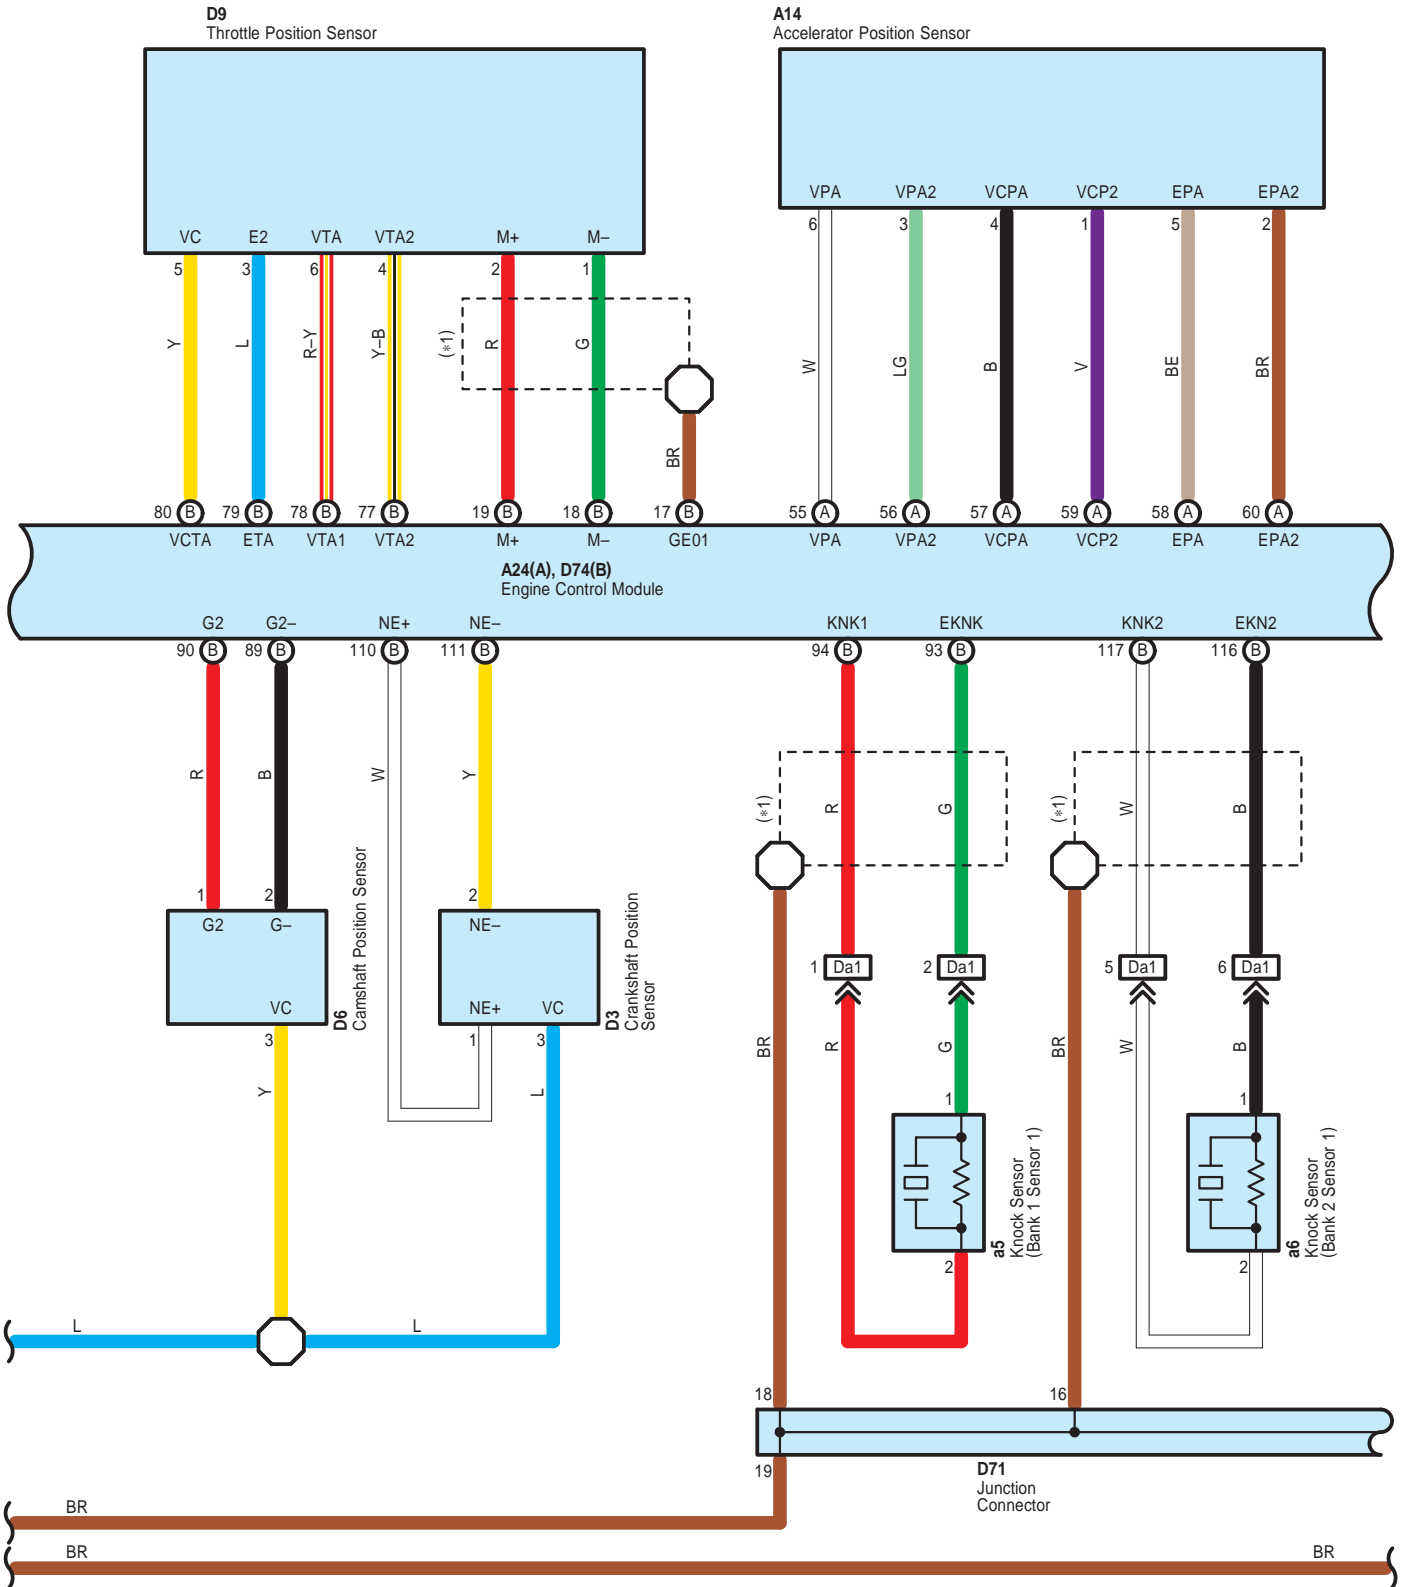 D9
Throttle Position Sensor
A14
Accelerator Position Sensor
VPA VPA2 VCPA VCP2 EPA EPA2
6 3 4 1 5 2
VC E2 VTA VTA2 M+ M–
5 3 6 4 2 1
Y L R–Y Y–B (*1) R G
W LG B V BE BR
BR
80 B 79 B 78 B 77 B 19 B 18 B 17 B 55 A 56 A 57 A 59 A 58 A 60 A
VCTA ETA VTA1 VTA2 M+ M– GE01 VPA VPA2 VCPA VCP2 EPA EPA2
A24(A), D74(B)
Engine Control Module
G2 G2– NE+ NE– KNK1 EKNK KNK2 EKN2
90 B 89 B 110 B 111 B 94 B 93 B 117 B 116 B
R B W Y
(*1) R G (*1) W B
1 2 2
G2 G– NE–
VC NE+ VC
D6
Camshaft Position Sensor
D3
Crankshaft Position
Sensor
1 Da1 2 Da1 5 Da1 6 Da1
3 1 3
BR R G BR W B
Y L
1 1
a5
Knock Sensor
(Bank 1 Sensor 1)
a6
Knock Sensor
(Bank 2 Sensor 1)
2 2
L L
18 16
19
D71
Junction
Connector
BR
BR BR